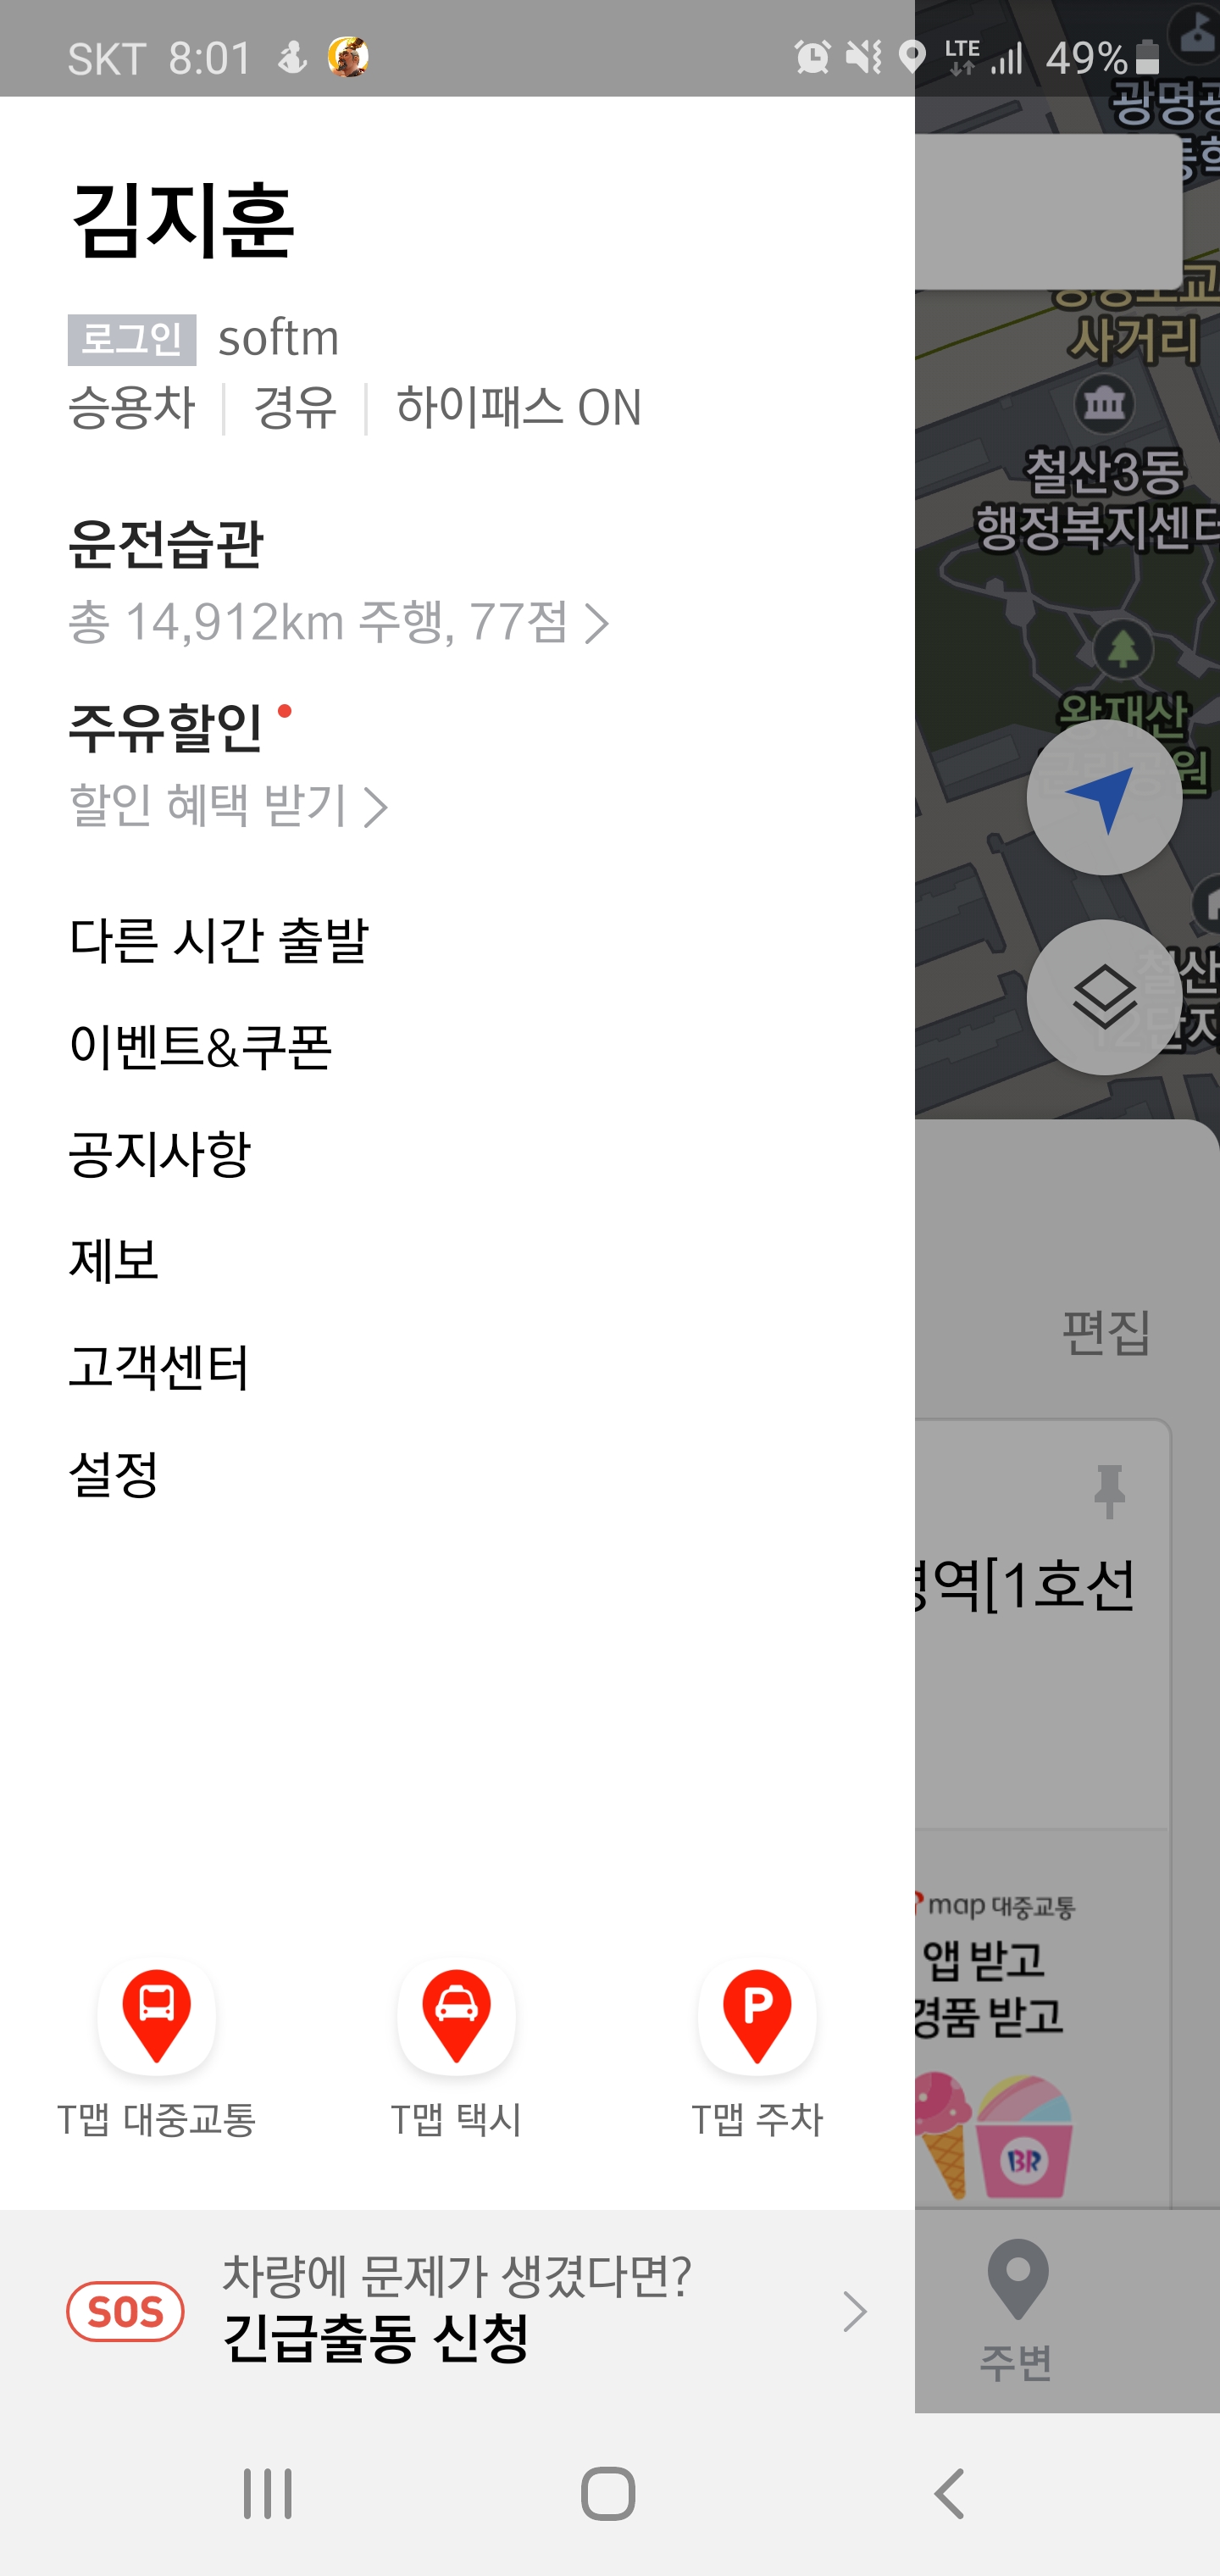 SKT 8:01 LTE 49%
김지훈
로그인 softm
승용차 경유 하이패스 ON
운전습관
총 14,912km 주행, 77점
주유할인
할인 혜택 받기
다른 시간 출발
이벤트&쿠폰
공지사항
제보
고객센터
설정
T맵 대중교통
T맵 택시
T맵 주차
SOS
차량에 문제가 생겼다면?
긴급출동 신청
광명
사거리
철산3동
행정복지센터
왕재산
철산
12단지
편집
역[1호선
map 대중교통
앱 받고
경품 받고
BR
주변